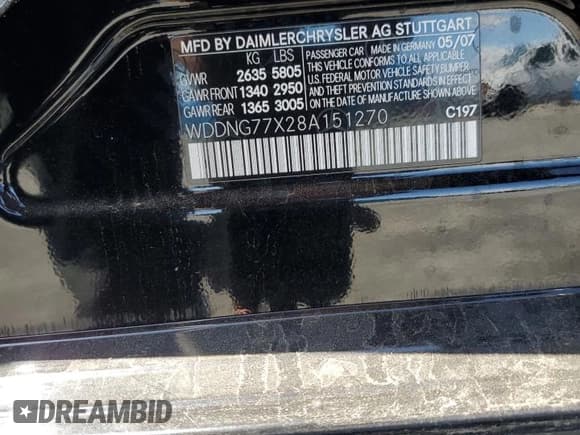 MFD BY DAIMLERCHRYSLER AG STUTTGART
KG LBS
GVWR 2635 5805
GAWR FRONT 1340 2950
GAWR REAR 1365 3005
PASSENGER CAR MADE IN GERMANY 05/07
THIS VEHICLE CONFORMS TO ALL APPLICABLE
U.S. FEDERAL MOTOR VEHICLE SAFETY BUMPER
AND THEFT PREVENTION STANDARDS IN EFFECT
ON THE DATE OF MANUFACTURE SHOWN ABOVE.
WDDNG77X28A151270
C197
DREAMBID